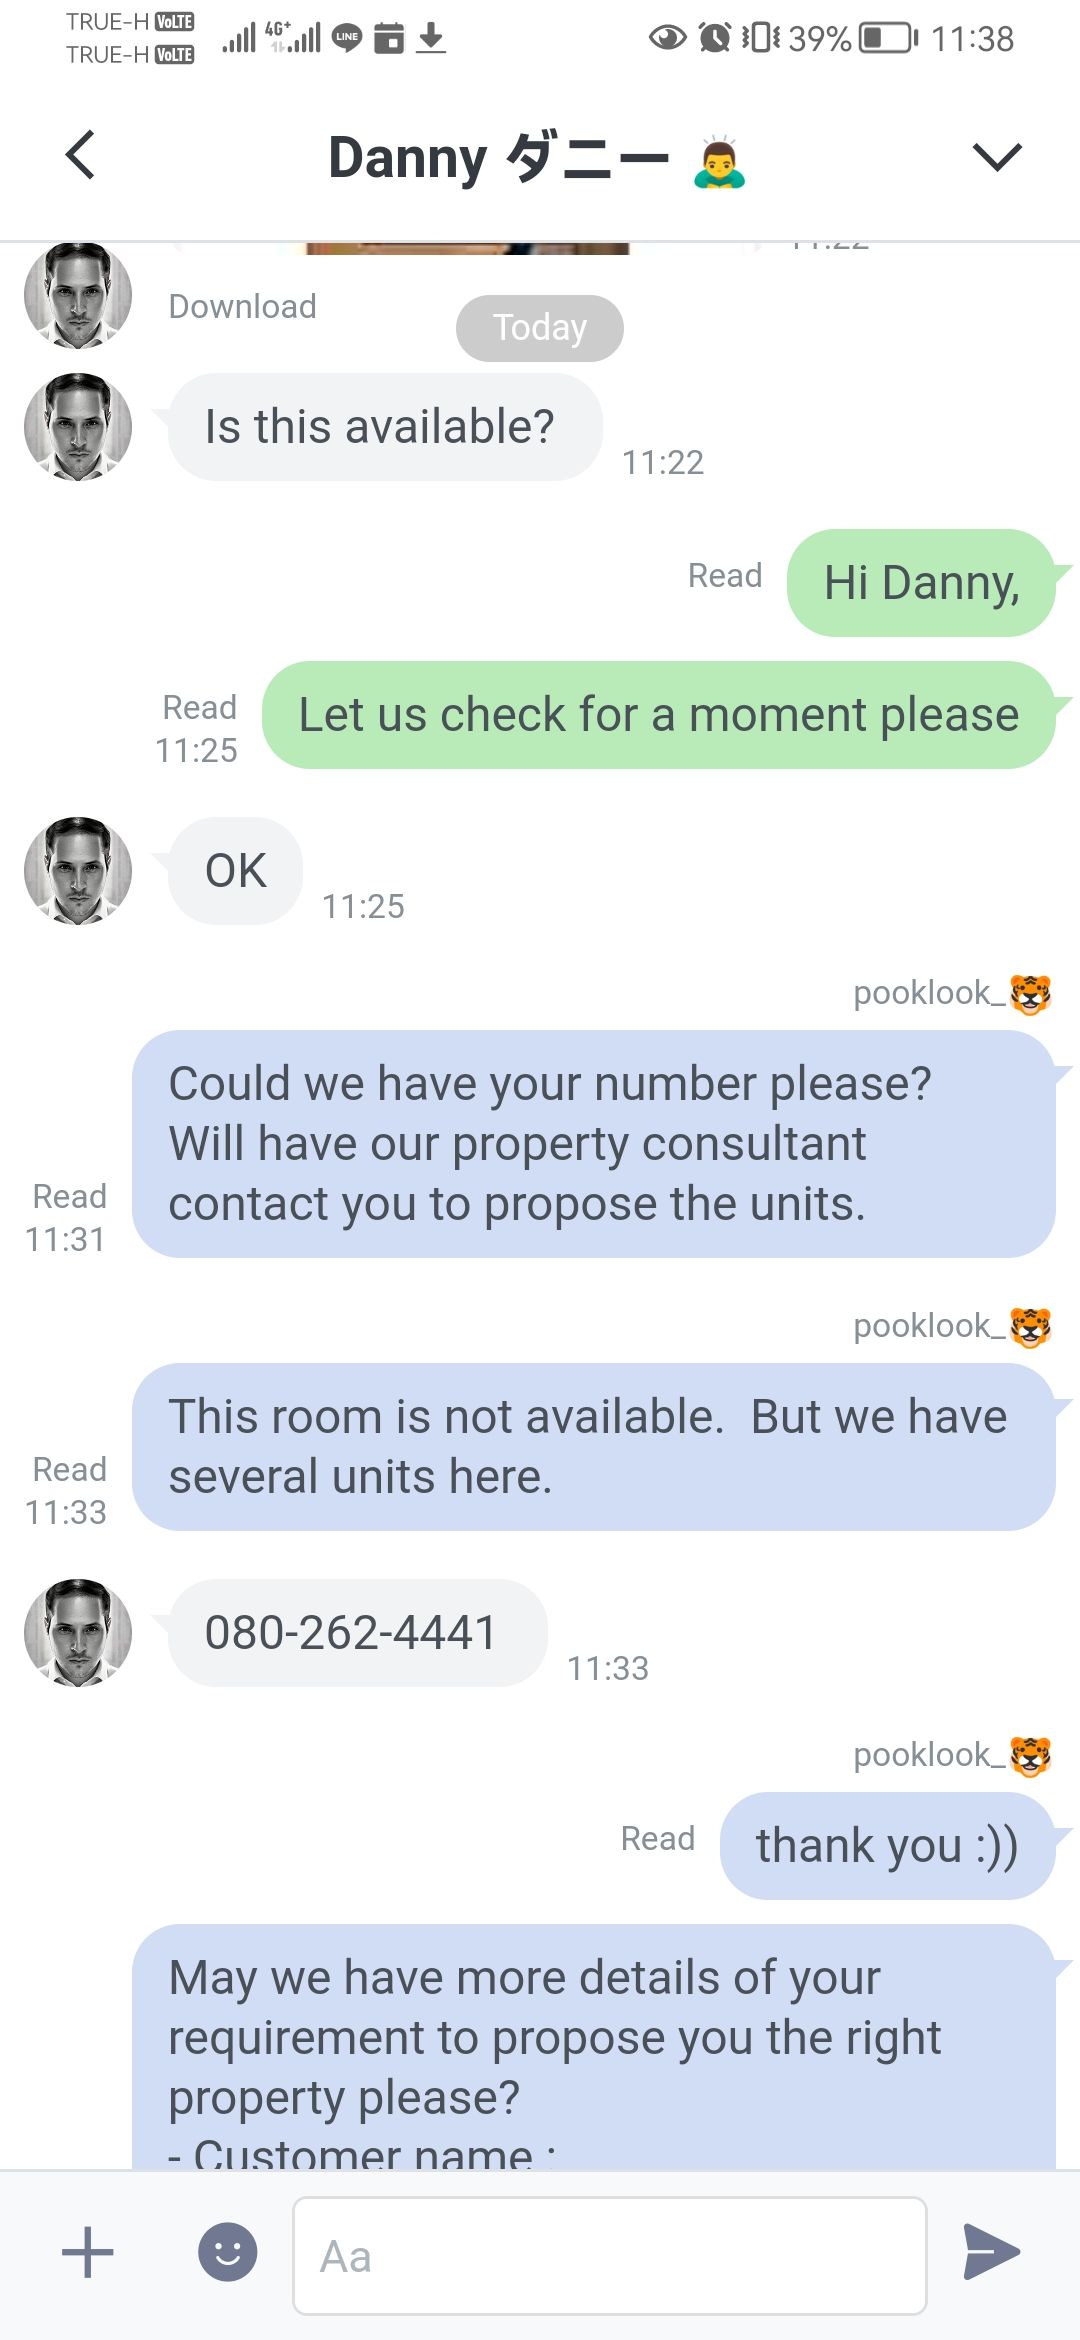 TRUE-H VoLTE
TRUE-H VoLTE
4G+
LINE
39%
11:38
Danny ダニー
11:22
Download
Today
Is this available?
11:22
Read
Hi Danny,
Read
11:25
Let us check for a moment please
OK
11:25
pooklook_
Could we have your number please?
Will have our property consultant
contact you to propose the units.
Read
11:31
pooklook_
This room is not available.  But we have
several units here.
Read
11:33
080-262-4441
11:33
pooklook_
Read
thank you :))
May we have more details of your
requirement to propose you the right
property please?
- Customer name :
Aa